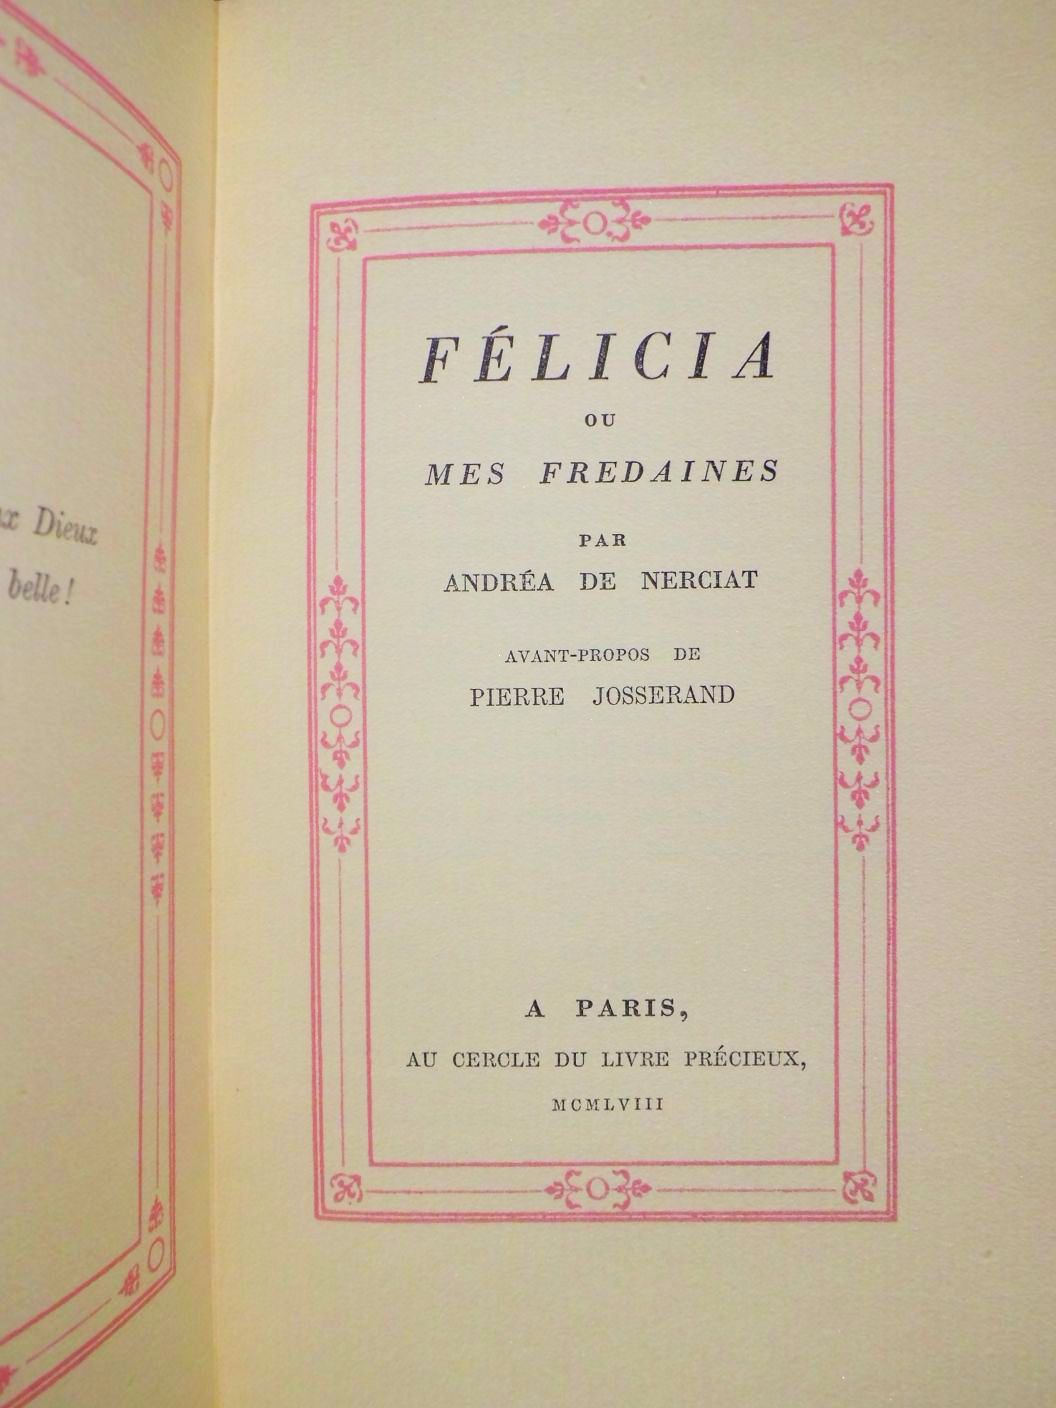 Dieux
belle!
FÉLICIA
OU
MES FREDAINES
PAR
ANDRÉA DE NERCIAT
AVANT-PROPOS DE
PIERRE JOSSERAND
A PARIS,
AU CERCLE DU LIVRE PRÉCIEUX,
MCMLVIII